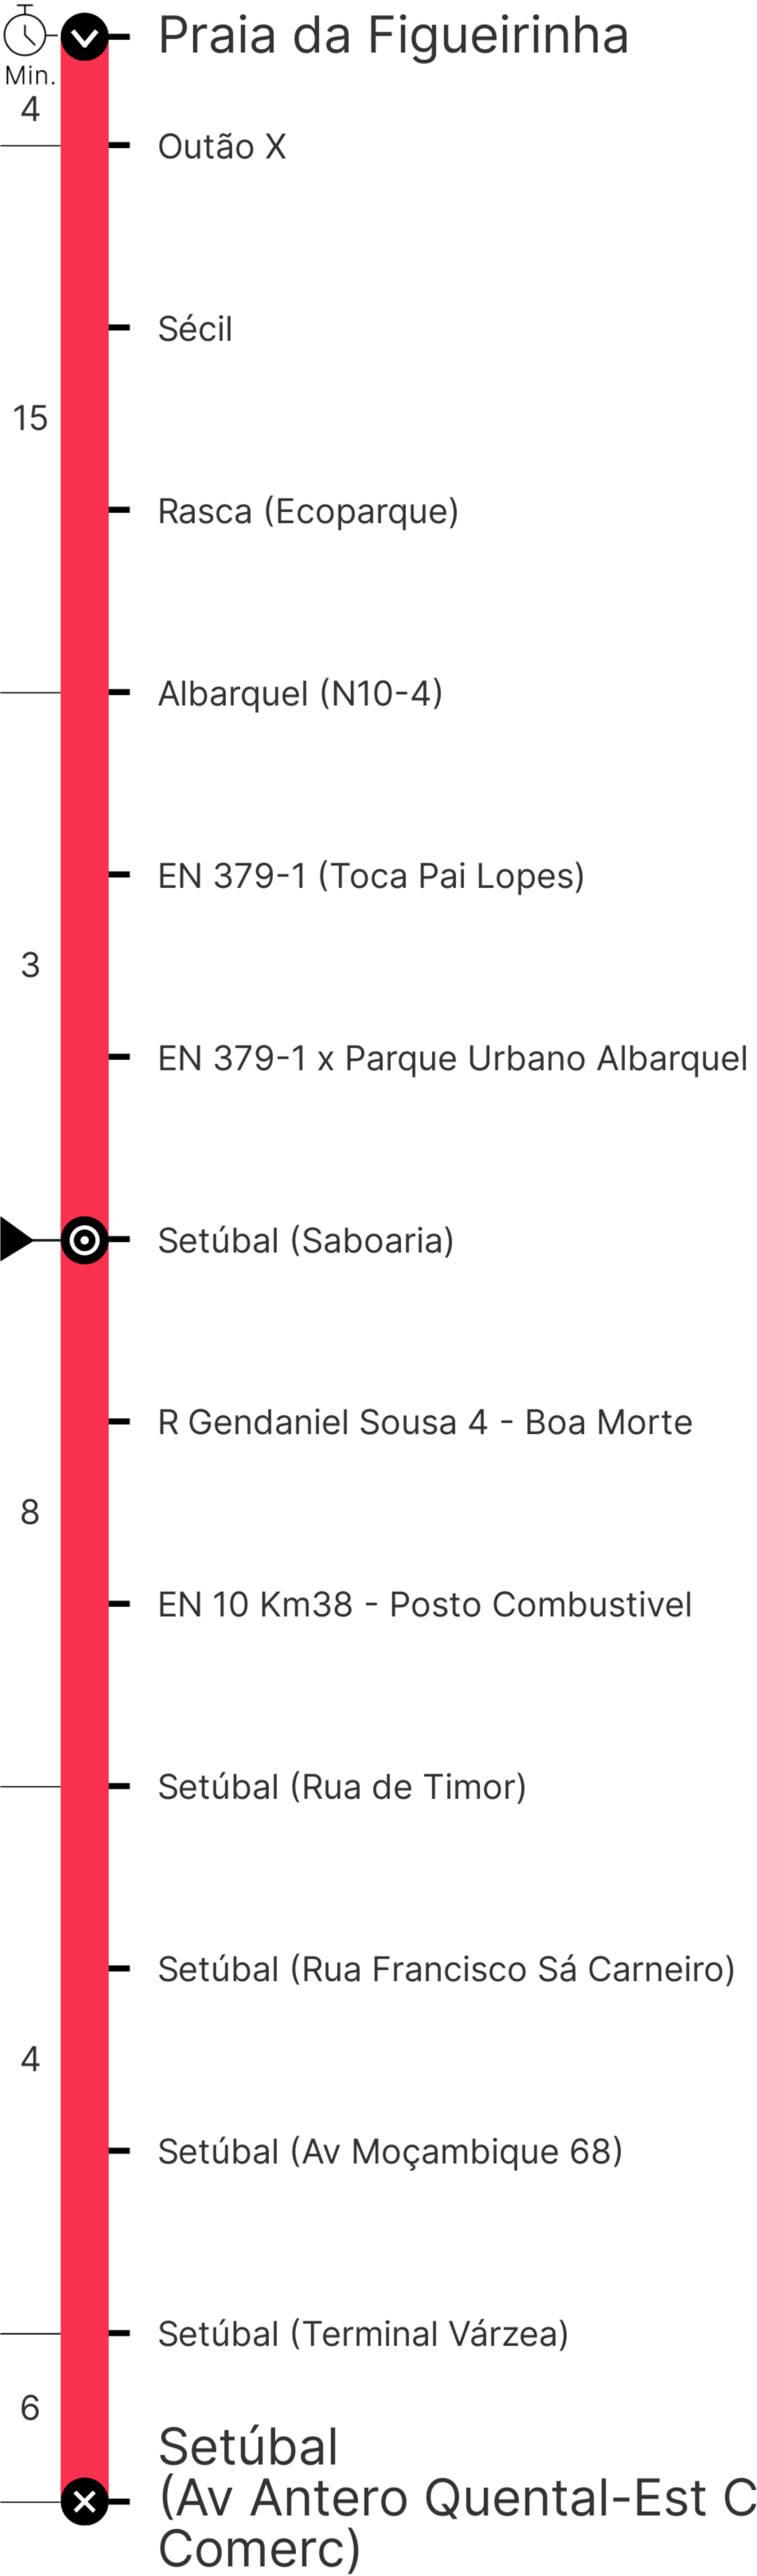 Praia da Figueirinha
Min.
4
Outão X
Sécil
15
Rasca (Ecoparque)
Albarquel (N10-4)
EN 379-1 (Toca Pai Lopes)
3
EN 379-1 x Parque Urbano Albarquel
Setúbal (Saboaria)
R Gendaniel Sousa 4 - Boa Morte
8
EN 10 Km38 - Posto Combustivel
Setúbal (Rua de Timor)
Setúbal (Rua Francisco Sá Carneiro)
4
Setúbal (Av Moçambique 68)
Setúbal (Terminal Várzea)
6
Setúbal
(Av Antero Quental-Est C
Comerc)